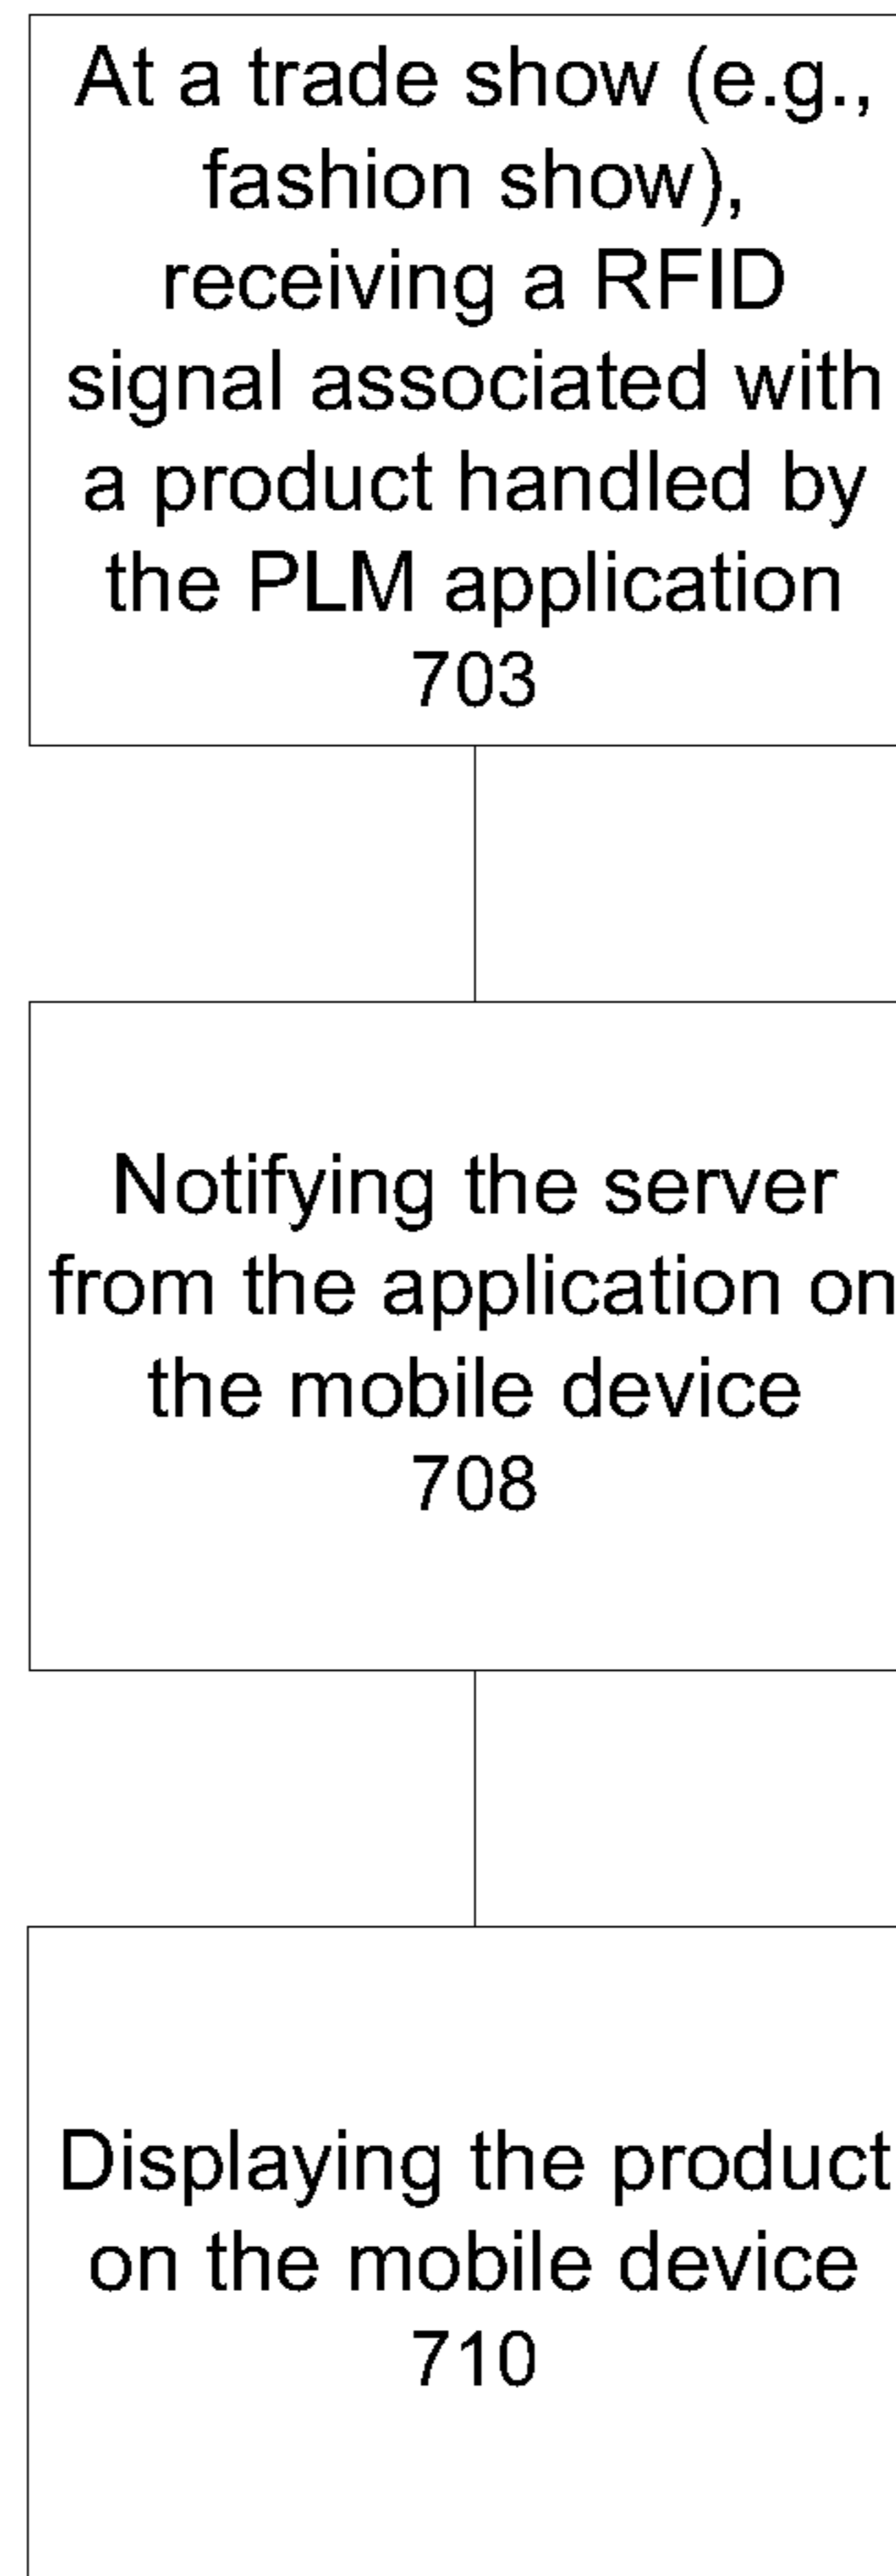 At a trade show (e.g.,
fashion show),
receiving a RFID
signal associated with
a product handled by
the PLM application
703
Notifying the server
from the application on
the mobile device
708
Displaying the product
on the mobile device
710